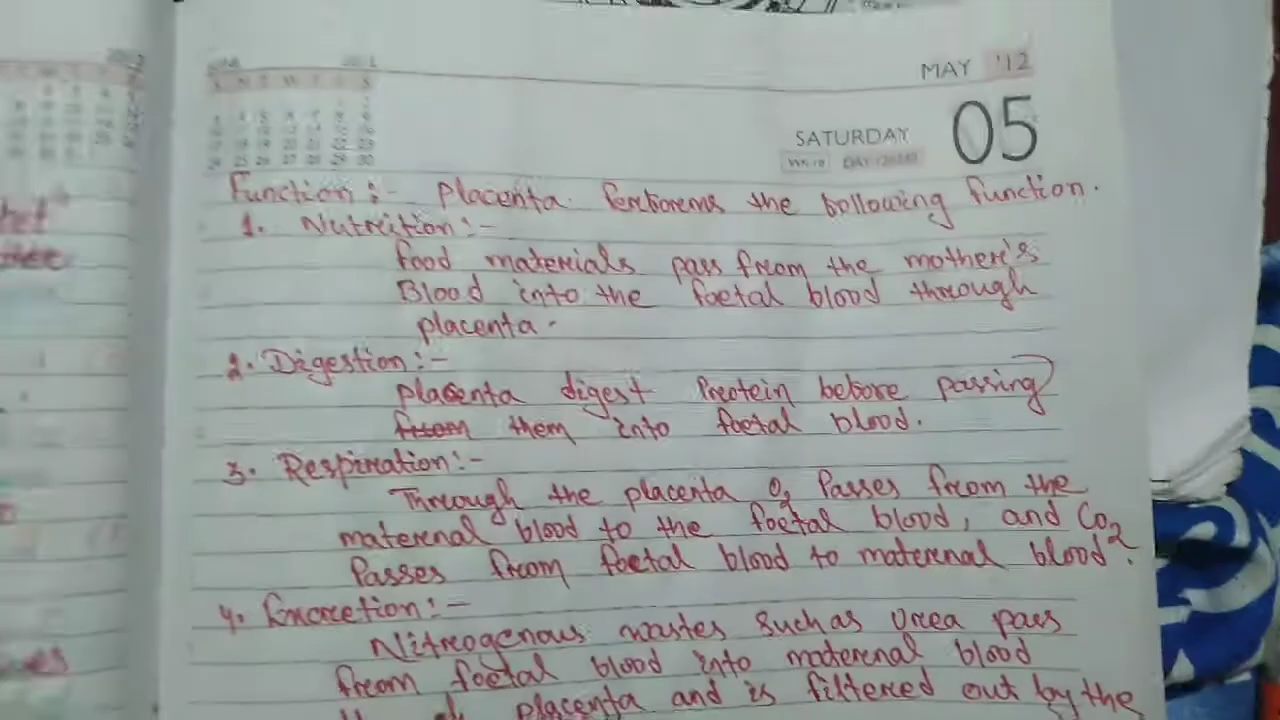 MAY '12
SATURDAY 05
Function :- Placenta Performs the following function.
1. Nutrition :-
food materials pass from the mother's
Blood into the foetal blood through
placenta.
2. Digestion :-
placenta digest Protein before passing
from them into foetal blood.
3. Respiration :-
Through the placenta O2 Passes from the
maternal blood to the foetal blood, and CO2
Passes from foetal blood to maternal blood.
4. Excretion :-
Nitrogenous wastes such as Urea pass
from foetal blood into maternal blood
placenta and is filtered out by the